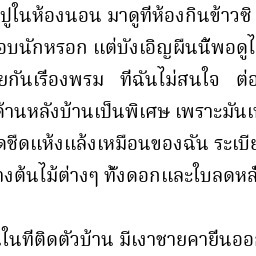 ปูในห้องนอน มาดูที่ห้องกินข้าวซิ
อบนักหรอก แต่บังเอิญผืนนี้พอดูไ
ยกันเรื่องพรม ที่ฉันไม่สนใจ ต่อ
ด้านหลังบ้านเป็นพิเศษ เพราะมันเ
ดชืดแห้งแล้งเหมือนของฉัน ระเบีย
างต้นไม้ต่างๆ ทั้งดอกและใบลดหลั
ในที่ติดตัวบ้าน มีเงาชายคายื่นออ